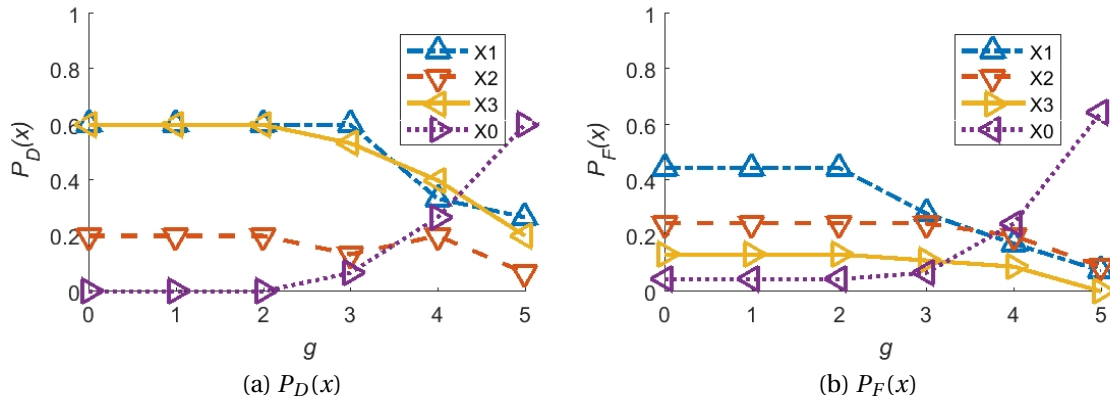 1
0.8
0.6
0.4
0.2
0
P_D(x)
0 1 2 3 4 5
g
X1
X2
X3
X0
(a) P_D(x)
1
0.8
0.6
0.4
0.2
0
P_F(x)
0 1 2 3 4 5
g
X1
X2
X3
X0
(b) P_F(x)